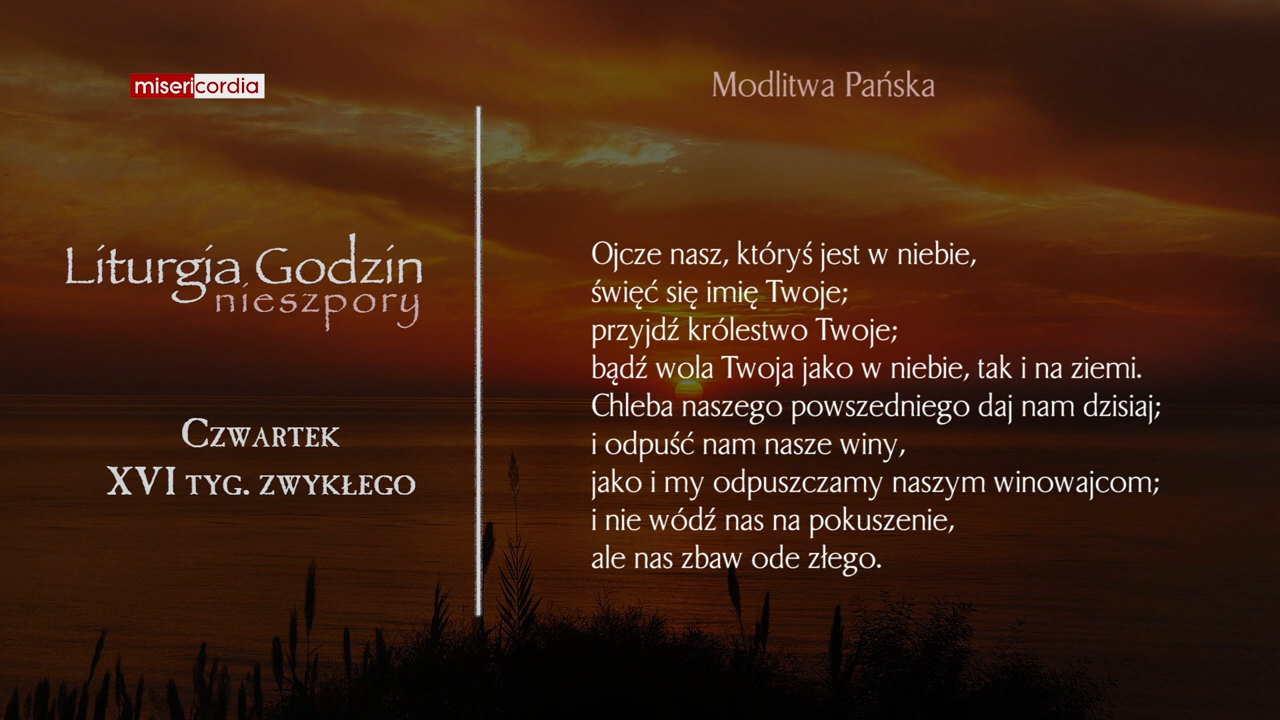 misericordia
Liturgia Godzin
nieszpory
Czwartek
XVI tyg. zwykłego
Modlitwa Pańska
Ojcze nasz, któryś jest w niebie,
święć się imię Twoje;
przyjdź królestwo Twoje;
bądź wola Twoja jako w niebie, tak i na ziemi.
Chleba naszego powszedniego daj nam dzisiaj;
i odpuść nam nasze winy,
jako i my odpuszczamy naszym winowajcom;
i nie wódź nas na pokuszenie,
ale nas zbaw ode złego.